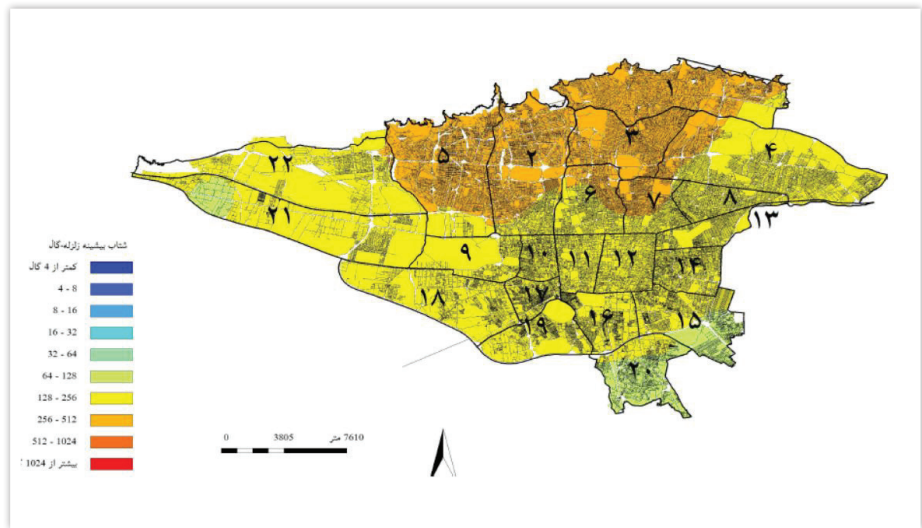 ۱
۳
۴
۵
۲
۲۲
۶
۷
۸
۱۳
۲۱
۹
۱۰
۱۱
۱۲
۱۴
۱۸
۱۷
۱۹
۱۶
۱۵
۲۰
شتاب بیشینه زلزله-گال
کمتر از 4 گال
4 - 8
8 - 16
16 - 32
32 - 64
64 - 128
128 - 256
256 - 512
512 - 1024
بیشتر از 1024
0 3805 7610 متر